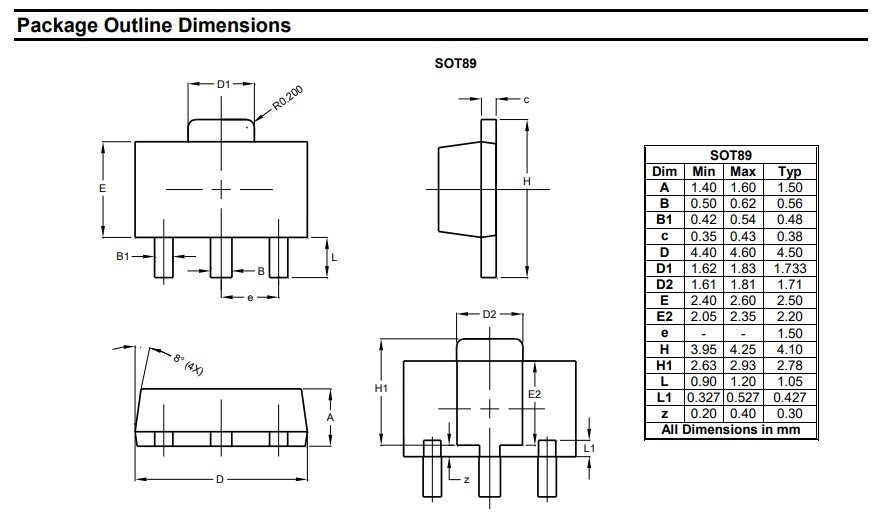 Package Outline Dimensions
SOT89
D1
R0.200
c
E
H
B1
L
B
e
8° (4X)
A
D
D2
H1
E2
L1
z
SOT89
Dim Min Max Typ
A 1.40 1.60 1.50
B 0.50 0.62 0.56
B1 0.42 0.54 0.48
c 0.35 0.43 0.38
D 4.40 4.60 4.50
D1 1.62 1.83 1.733
D2 1.61 1.81 1.71
E 2.40 2.60 2.50
E2 2.05 2.35 2.20
e - - 1.50
H 3.95 4.25 4.10
H1 2.63 2.93 2.78
L 0.90 1.20 1.05
L1 0.327 0.527 0.427
z 0.20 0.40 0.30
All Dimensions in mm